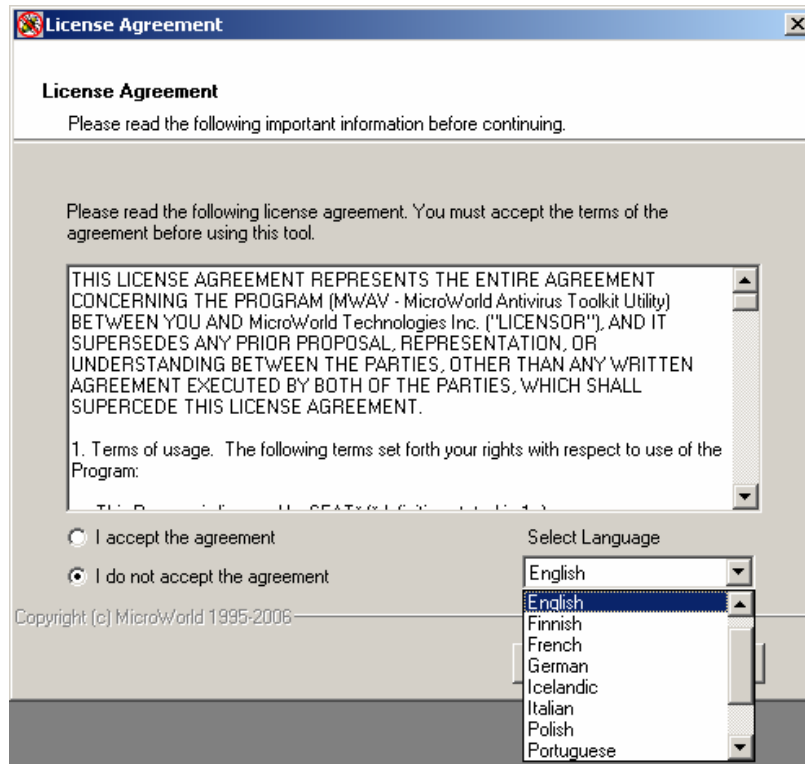 License Agreement
License Agreement
Please read the following important information before continuing.
Please read the following license agreement. You must accept the terms of the
agreement before using this tool.
THIS LICENSE AGREEMENT REPRESENTS THE ENTIRE AGREEMENT
CONCERNING THE PROGRAM (MWAV - MicroWorld Antivirus Toolkit Utility)
BETWEEN YOU AND MicroWorld Technologies Inc. ("LICENSOR"), AND IT
SUPERSEDES ANY PRIOR PROPOSAL, REPRESENTATION, OR
UNDERSTANDING BETWEEN THE PARTIES, OTHER THAN ANY WRITTEN
AGREEMENT EXECUTED BY BOTH OF THE PARTIES, WHICH SHALL
SUPERCEDE THIS LICENSE AGREEMENT.
1. Terms of usage.  The following terms set forth your rights with respect to use of the
Program:
I accept the agreement
I do not accept the agreement
Select Language
English
English
Finnish
French
German
Icelandic
Italian
Polish
Portuguese
Copyright (c) MicroWorld 1995-2006